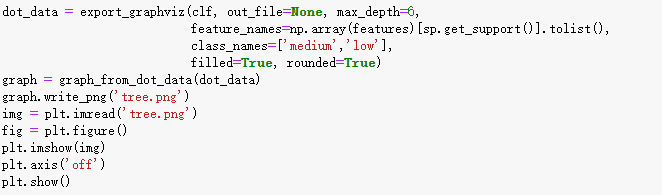 dot_data = export_graphviz(clf, out_file=None, max_depth=6,
feature_names=np.array(features)[sp.get_support()].tolist(),
class_names=['medium','low'],
filled=True, rounded=True)
graph = graph_from_dot_data(dot_data)
graph.write_png('tree.png')
img = plt.imread('tree.png')
fig = plt.figure()
plt.imshow(img)
plt.axis('off')
plt.show()